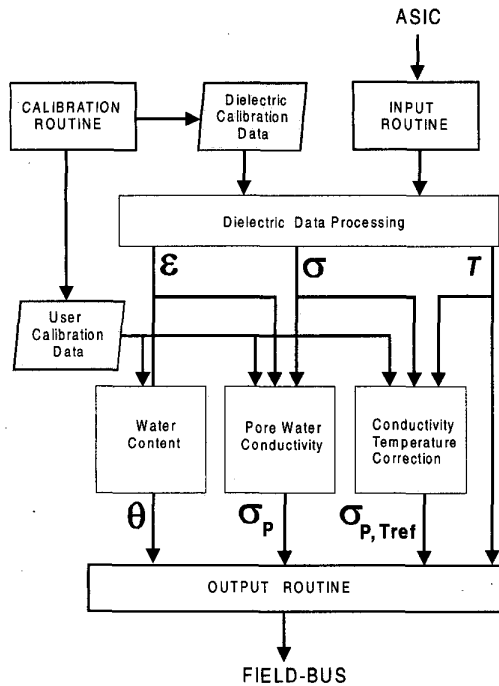 ASIC
CALIBRATION
ROUTINE
Dielectric
Calibration
Data
INPUT
ROUTINE
Dielectric Data Processing
ε
σ
T
User
Calibration
Data
Water
Content
Pore Water
Conductivity
Conductivity
Temperature
Correction
θ
σP
σP, Tref
OUTPUT ROUTINE
FIELD-BUS